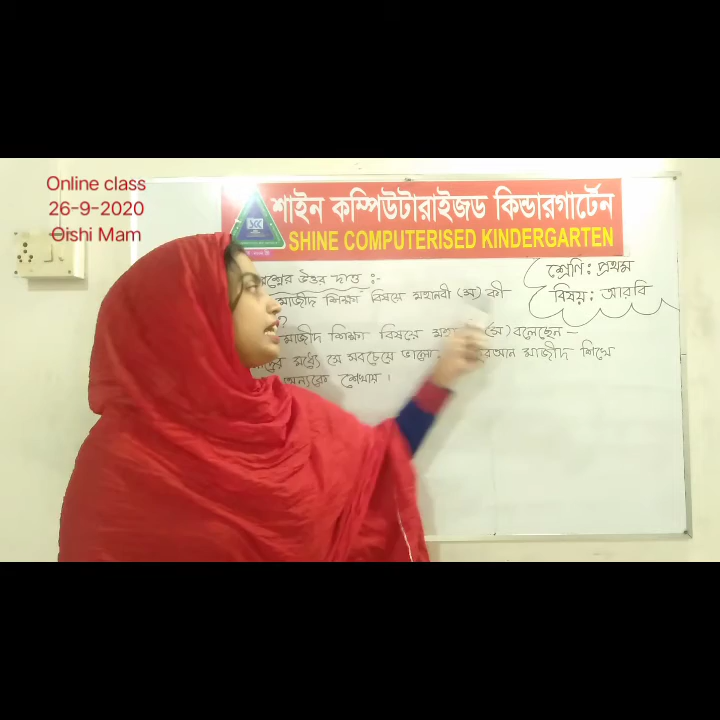 Online class
26-9-2020
Oishi Mam
শাইন কম্পিউটারাইজড কিন্ডারগার্টেন
SHINE COMPUTERISED KINDERGARTEN
শ্রেণি: প্রথম
বিষয়: আরবি
প্রশ্নের উত্তর দাও :-
মাজীদ শিক্ষা বিষয়ে মহানবী (স) কী
?
মাজীদ শিক্ষা বিষয়ে (স) বলেছেন -
মধ্যে সে সবচেয়ে ভালো মাজীদ শিখে
অন্যকে শেখায়।